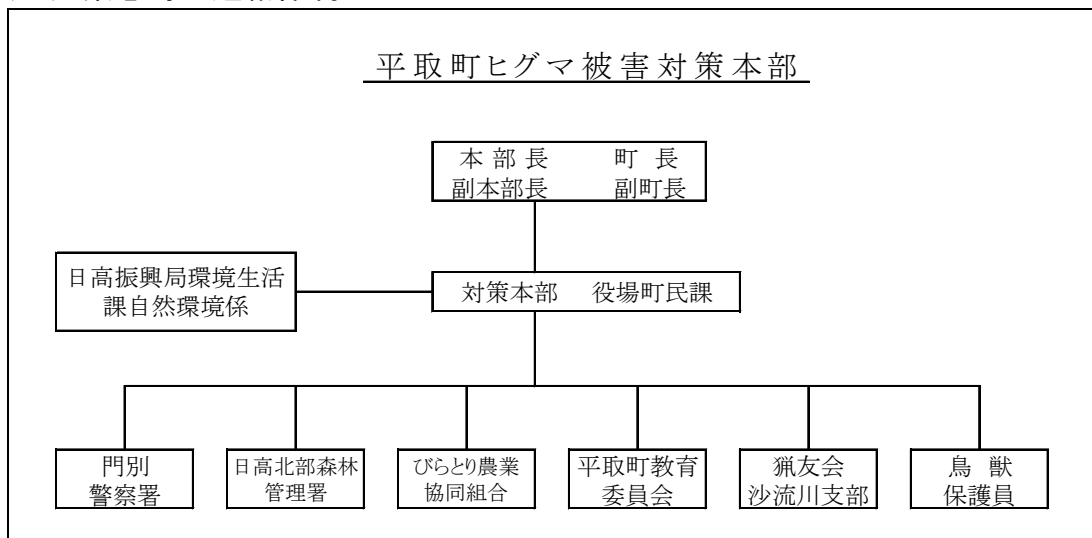 平取町ヒグマ被害対策本部
本部長　町長
副本部長　副町長
日高振興局環境生活
課自然環境係
対策本部　役場町民課
門別
警察署
日高北部森林
管理署
びらとり農業
協同組合
平取町教育
委員会
猟友会
沙流川支部
鳥獣
保護員